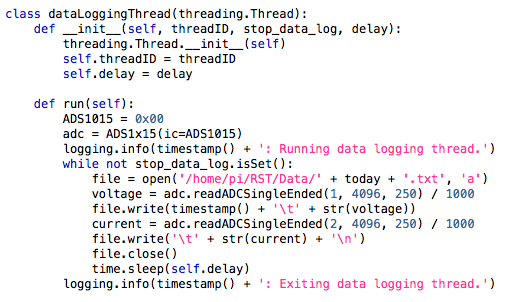 class dataLoggingThread(threading.Thread):
    def __init__(self, threadID, stop_data_log, delay):
        threading.Thread.__init__(self)
        self.threadID = threadID
        self.delay = delay

    def run(self):
        ADS1015 = 0x00
        adc = ADS1x15(ic=ADS1015)
        logging.info(timestamp() + ': Running data logging thread.')
        while not stop_data_log.isSet():
            file = open('/home/pi/RST/Data/' + today + '.txt', 'a')
            voltage = adc.readADCSingleEnded(1, 4096, 250) / 1000
            file.write(timestamp() + '\t' + str(voltage))
            current = adc.readADCSingleEnded(2, 4096, 250) / 1000
            file.write('\t' + str(current) + '\n')
            file.close()
            time.sleep(self.delay)
        logging.info(timestamp() + ': Exiting data logging thread.')